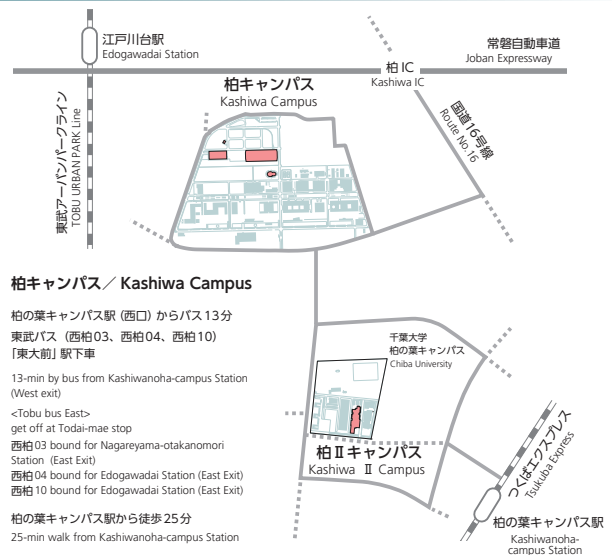 江戸川台駅
Edogawadai Station
常磐自動車道
Joban Expressway
柏IC
Kashiwa IC
柏キャンパス
Kashiwa Campus
国道16号線
Route No.16
東武アーバンパークライン
TOBU URBAN PARK Line
柏キャンパス/ Kashiwa Campus
柏の葉キャンパス駅(西口)からバス13分
東武バス(西柏03、西柏04、西柏10)
「東大前」駅下車
13-min by bus from Kashiwanoha-campus Station
(West exit)
<Tobu bus East>
get off at Todai-mae stop
西柏03 bound for Nagareyama-otakanomori
Station (East Exit)
西柏04 bound for Edogawadai Station (East Exit)
西柏10 bound for Edogawadai Station (East Exit)
柏の葉キャンパス駅から徒歩25分
25-min walk from Kashiwanoha-campus Station
千葉大学
柏の葉キャンパス
Chiba University
柏Ⅱキャンパス
Kashiwa Ⅱ Campus
つくばエクスプレス
Tsukuba Express
柏の葉キャンパス駅
Kashiwanoha-
campus Station